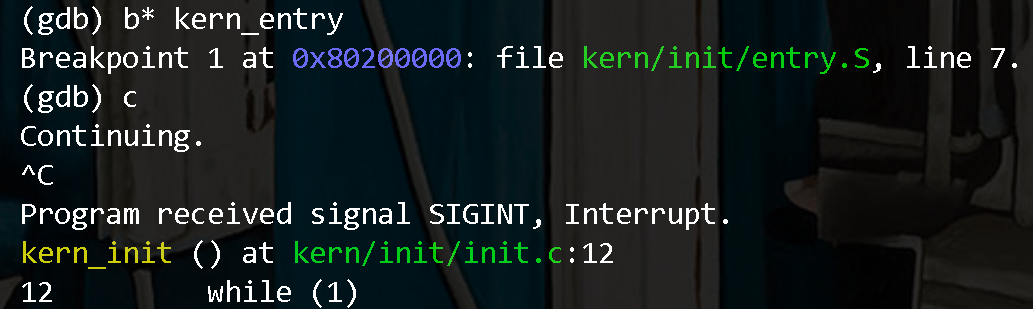 (gdb) b* kern_entry
Breakpoint 1 at 0x80200000: file kern/init/entry.S, line 7.
(gdb) c
Continuing.
^C
Program received signal SIGINT, Interrupt.
kern_init () at kern/init/init.c:12
12          while (1)